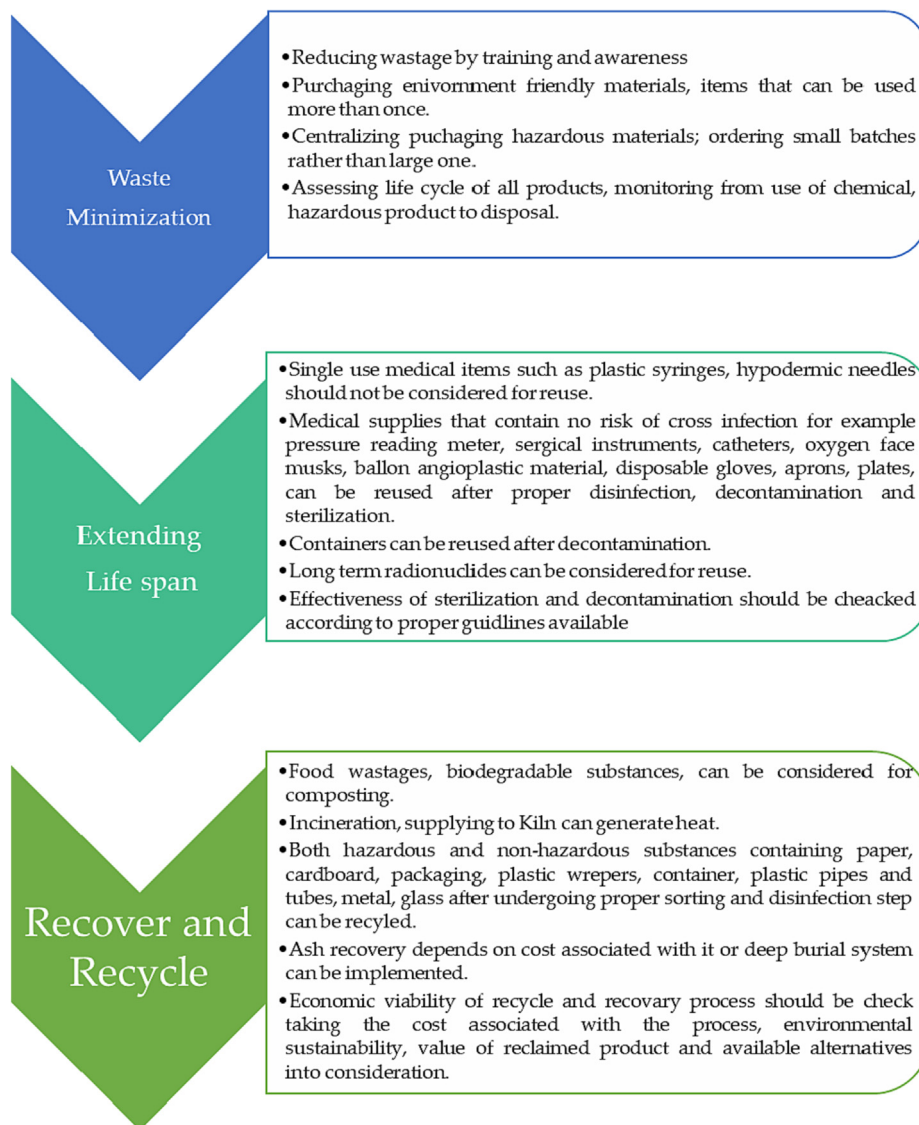 Waste
Minimization
•Reducing wastage by training and awareness
•Purchaging enivornment friendly materials, items that can be used
more than once.
•Centralizing puchaging hazardous materials; ordering small batches
rather than large one.
•Assessing life cycle of all products, monitoring from use of chemical,
hazardous product to disposal.
Extending
Life span
•Single use medical items such as plastic syringes, hypodermic needles
should not be considered for reuse.
•Medical supplies that contain no risk of cross infection for example
pressure reading meter, sergical instruments, catheters, oxygen face
musks, ballon angioplastic material, disposable gloves, aprons, plates,
can be reused after proper disinfection, decontamination and
sterilization.
•Containers can be reused after decontamination.
•Long term radionuclides can be considered for reuse.
•Effectiveness of sterilization and decontamination should be cheacked
according to proper guidlines available
Recover and
Recycle
•Food wastages, biodegradable substances, can be considered for
composting.
•Incineration, supplying to Kiln can generate heat.
•Both hazardous and non-hazardous substances containing paper,
cardboard, packaging, plastic wrepers, container, plastic pipes and
tubes, metal, glass after undergoing proper sorting and disinfection step
can be recyled.
•Ash recovery depends on cost associated with it or deep burial system
can be implemented.
•Economic viability of recycle and recovary process should be check
taking the cost associated with the process, environmental
sustainability, value of reclaimed product and available alternatives
into consideration.